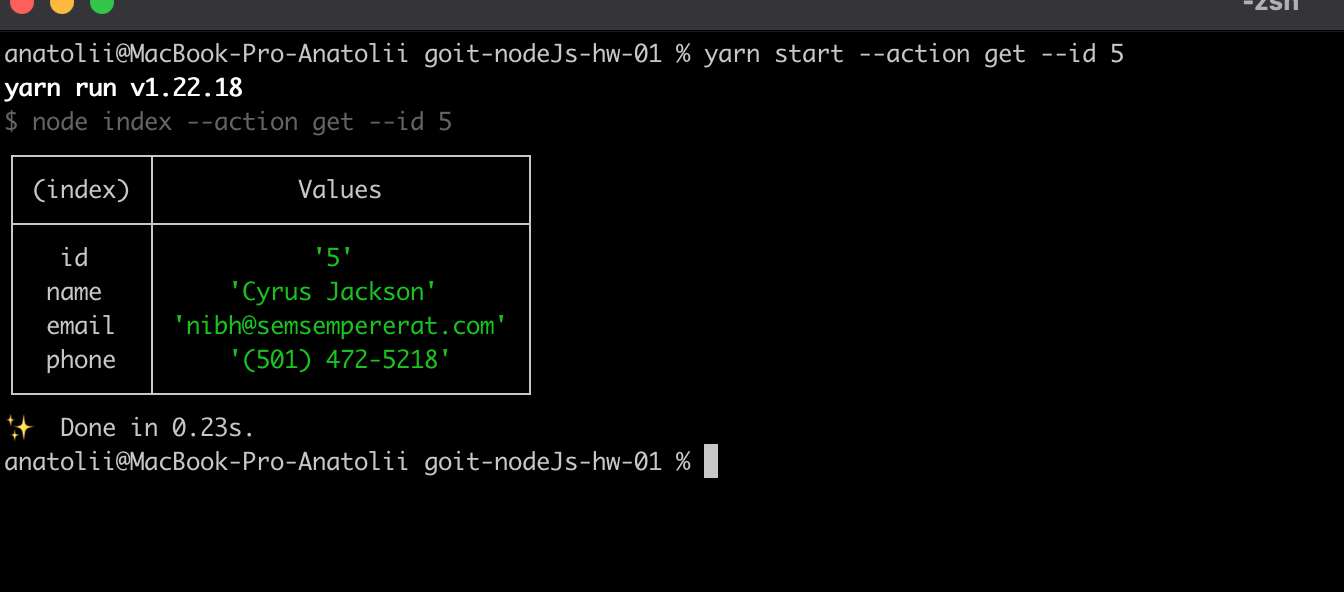 -zsh
anatolii@MacBook-Pro-Anatolii goit-nodeJs-hw-01 % yarn start --action get --id 5
yarn run v1.22.18
$ node index --action get --id 5
(index) Values
id '5'
name 'Cyrus Jackson'
email 'nibh@semsempererat.com'
phone '(501) 472-5218'
✨ Done in 0.23s.
anatolii@MacBook-Pro-Anatolii goit-nodeJs-hw-01 %